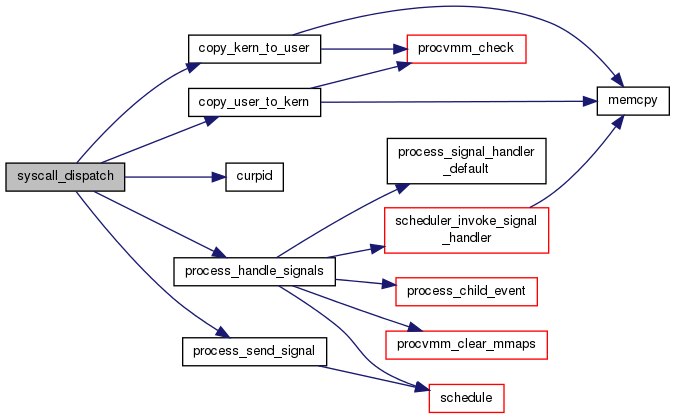 copy_kern_to_user
procvmm_check
memcpy
copy_user_to_kern
process_signal_handler
_default
syscall_dispatch
curpid
scheduler_invoke_signal
_handler
process_handle_signals
process_child_event
procvmm_clear_mmaps
process_send_signal
schedule